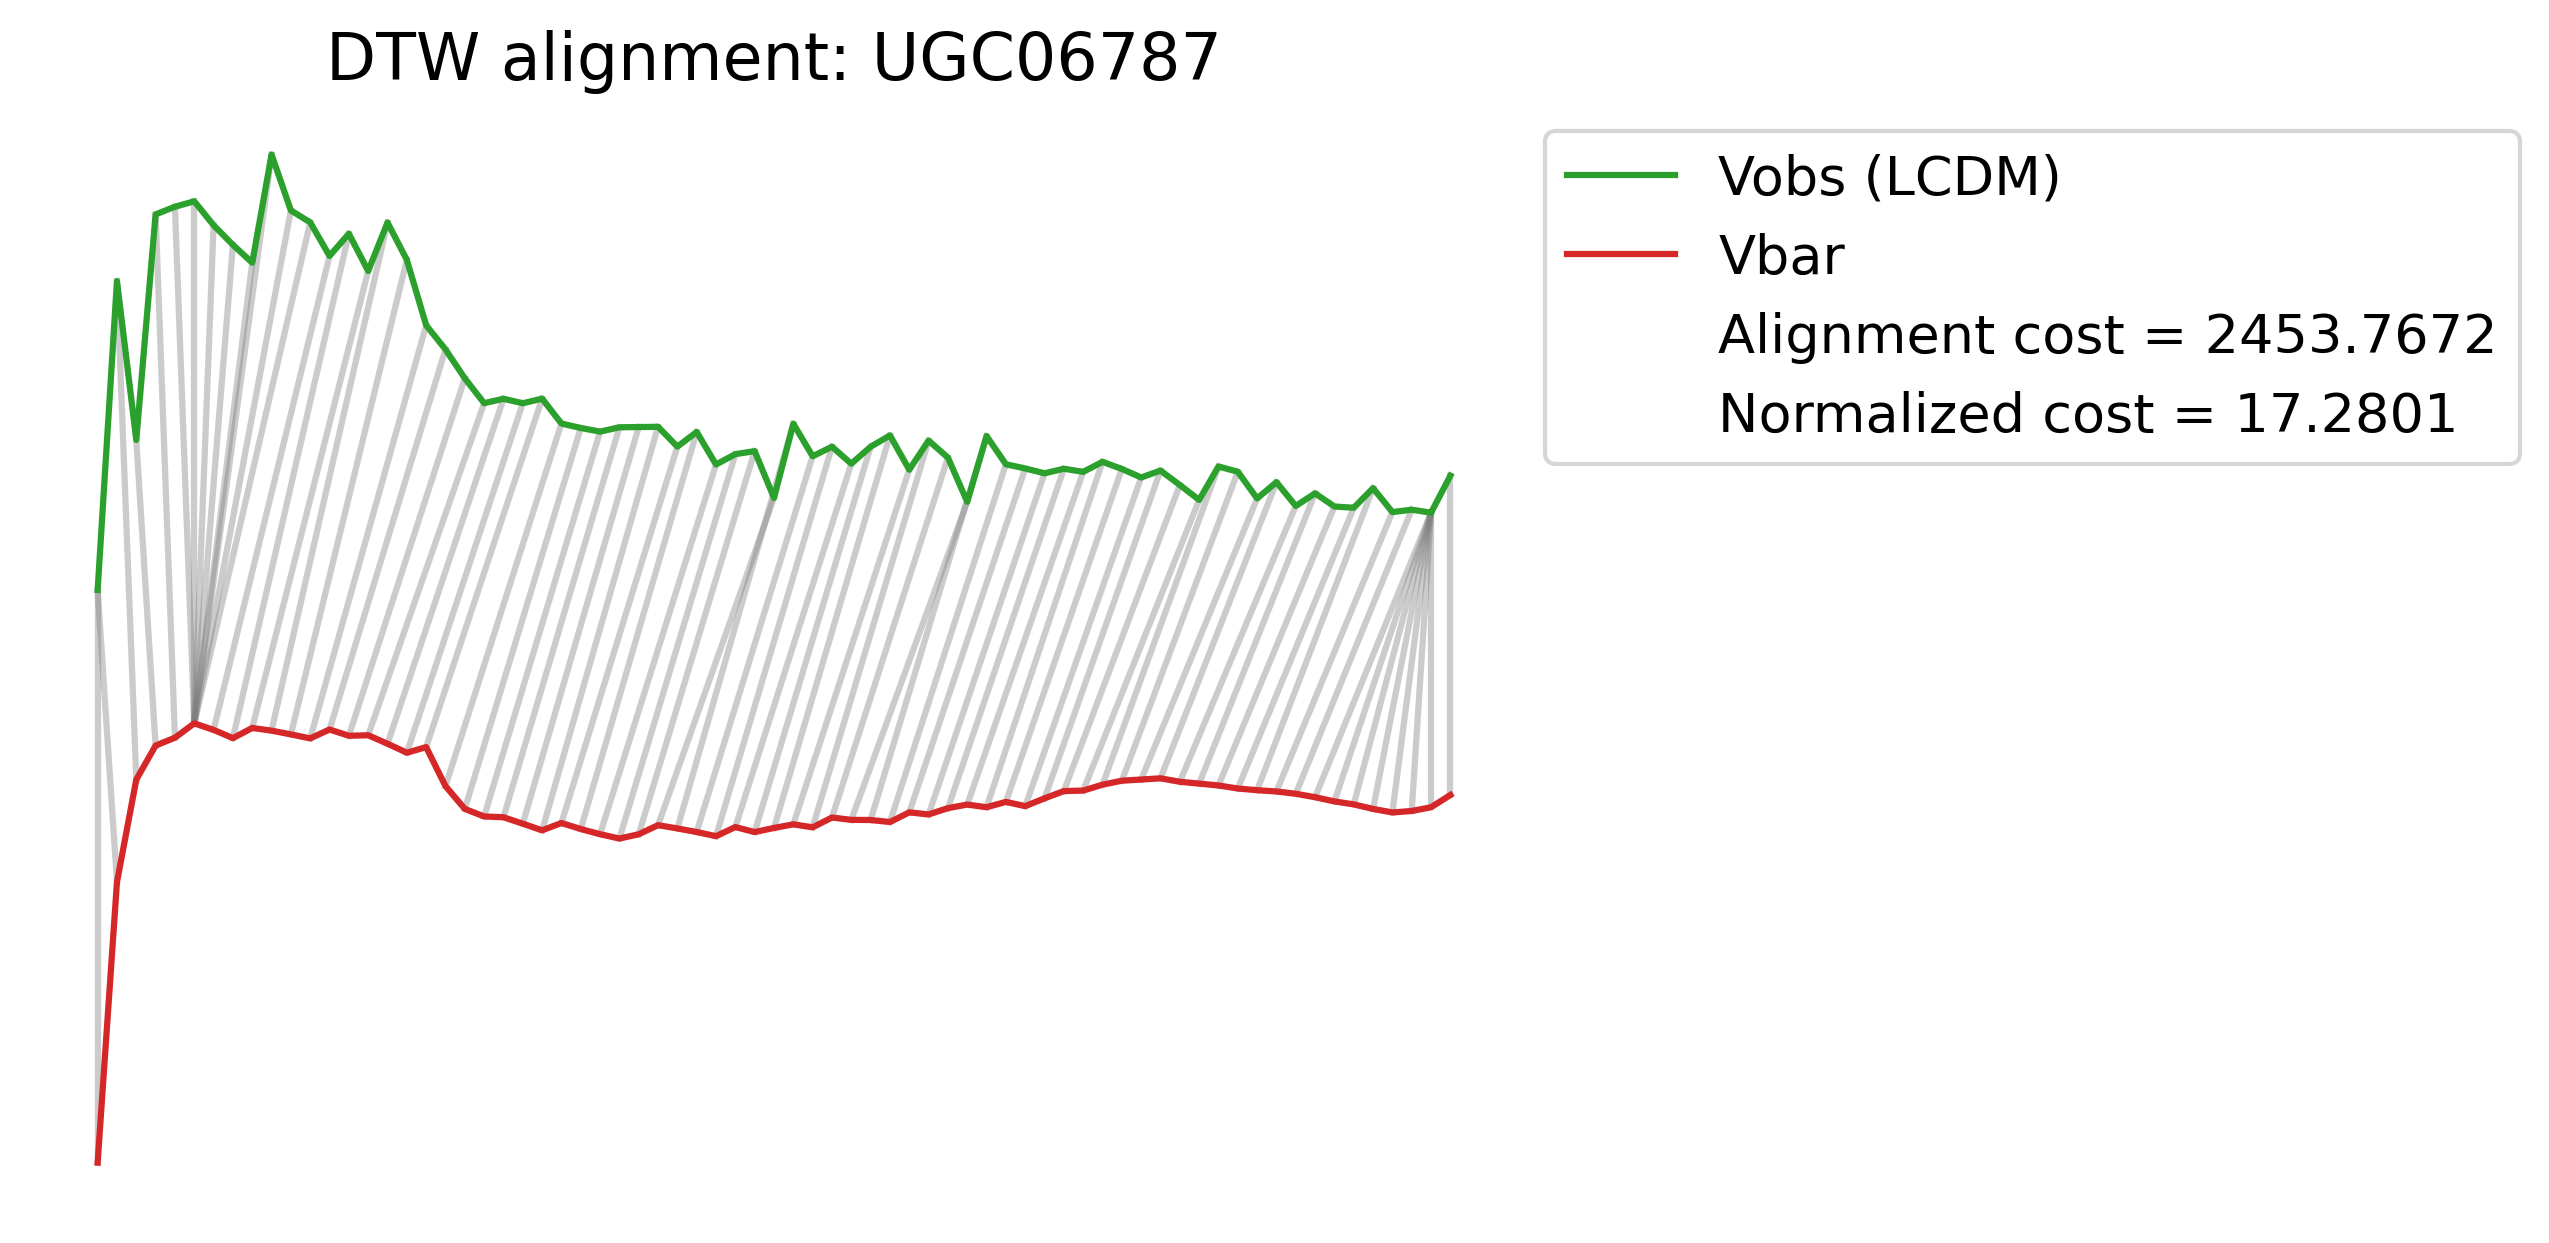 DTW alignment: UGC06787
Vobs (LCDM)
Vbar
Alignment cost = 2453.7672
Normalized cost = 17.2801